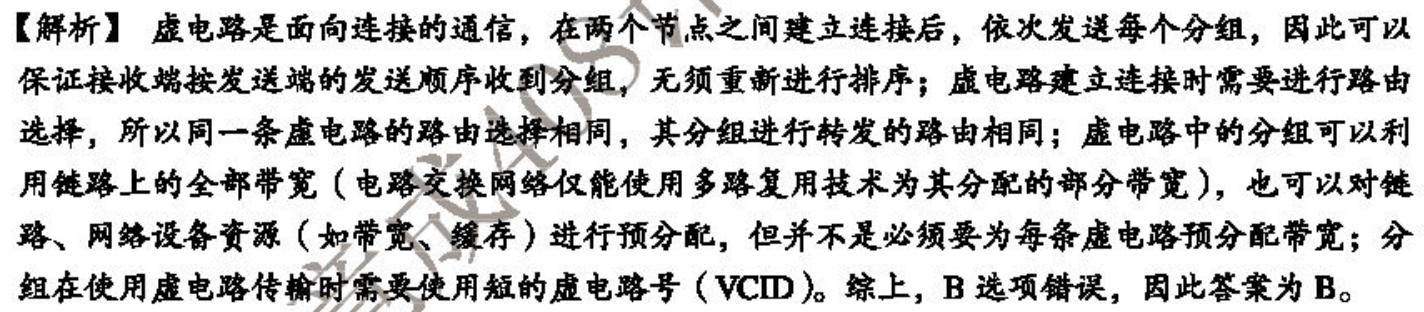 【解析】 虚电路是面向连接的通信，在两个节点之间建立连接后，依次发送每个分组，因此可以
保证接收端按发送端的发送顺序收到分组，无须重新进行排序；虚电路建立连接时需要进行路由
选择，所以同一条虚电路的路由选择相同，其分组进行转发的路由相同；虚电路中的分组可以利
用链路上的全部带宽（电路交换网络仅能使用多路复用技术为其分配的部分带宽），也可以对链
路、网络设备资源（如带宽、缓存）进行预分配，但并不是必须要为每条虚电路预分配带宽；分
组在使用虚电路传输时需要使用短的虚电路号（VCID）。综上，B 选项错误，因此答案为 B。